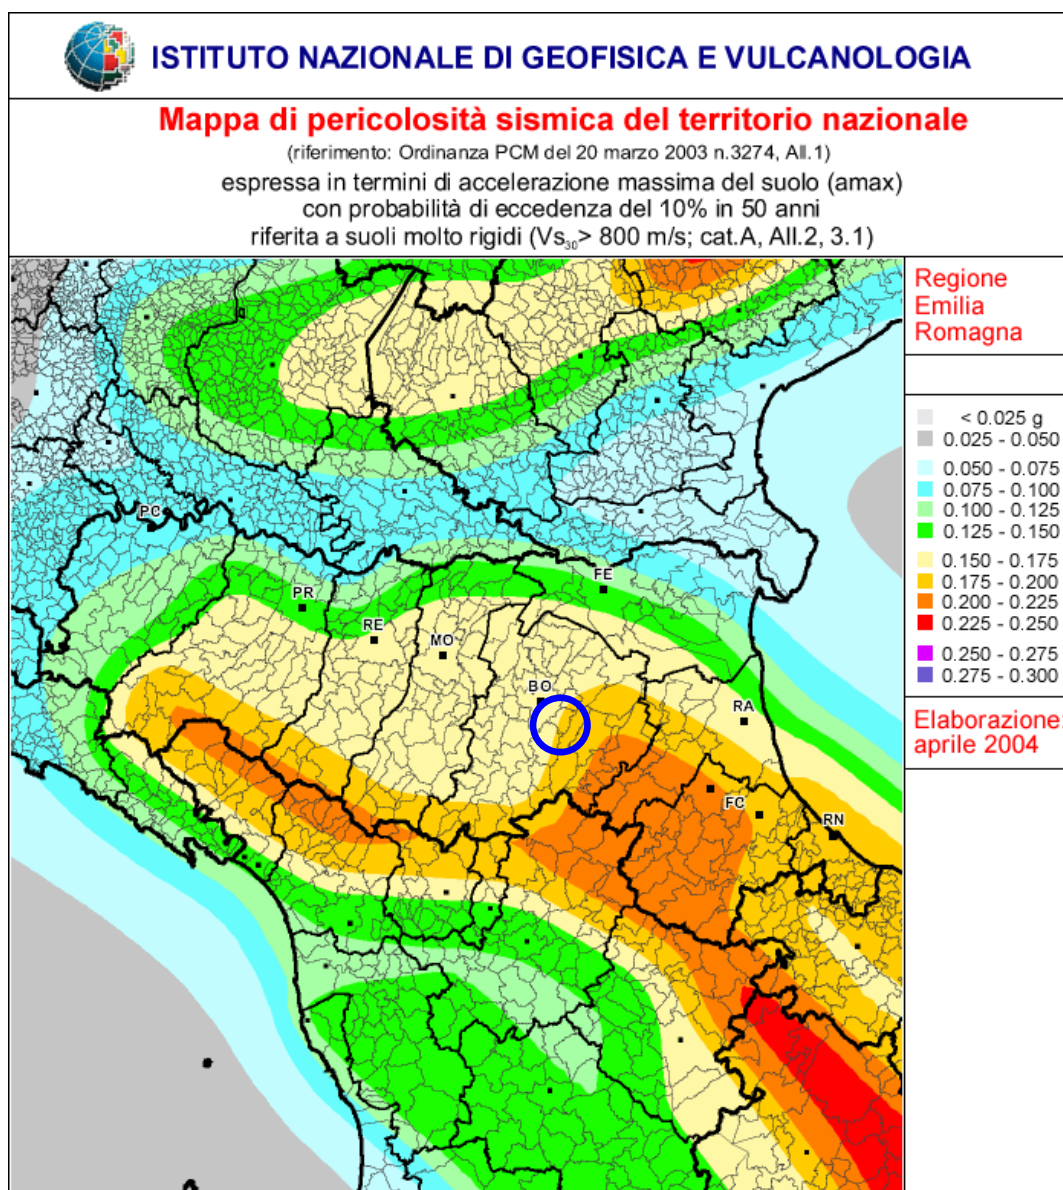 ISTITUTO NAZIONALE DI GEOFISICA E VULCANOLOGIA
Mappa di pericolosità sismica del territorio nazionale
(riferimento: Ordinanza PCM del 20 marzo 2003 n.3274, All.1)
espressa in termini di accelerazione massima del suolo (amax)
con probabilità di eccedenza del 10% in 50 anni
riferita a suoli molto rigidi (Vs₃₀> 800 m/s; cat.A, All.2, 3.1)
Regione
Emilia
Romagna
< 0.025 g
0.025 - 0.050
0.050 - 0.075
0.075 - 0.100
0.100 - 0.125
0.125 - 0.150
0.150 - 0.175
0.175 - 0.200
0.200 - 0.225
0.225 - 0.250
0.250 - 0.275
0.275 - 0.300
Elaborazione:
aprile 2004
PC
PR
RE
MO
FE
BO
RA
FC
RN